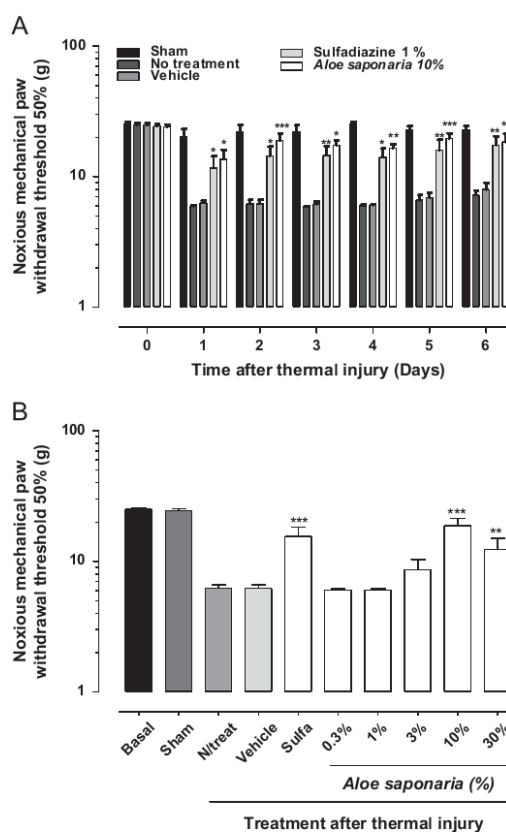 A
Noxious mechanical paw
withdrawal threshold 50% (g)
100
10
1
Sham
No treatment
Vehicle
Sulfadiazine 1 %
Aloe saponaria 10%
* * * *** ** * * ** ** *** ** *
0 1 2 3 4 5 6
Time after thermal injury (Days)
B
Noxious mechanical paw
withdrawal threshold 50% (g)
100
10
1
*** *** **
Basal Sham N/treat Vehicle Sulfa 0.3% 1% 3% 10% 30%
Aloe saponaria (%)
Treatment after thermal injury